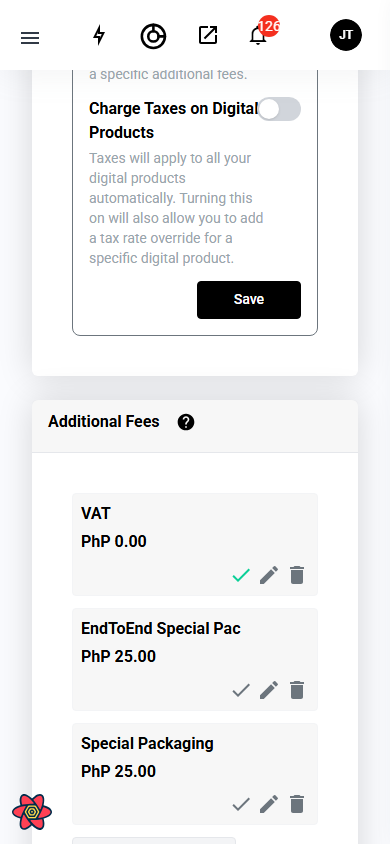 126
JT
a specific additional fees.
Charge Taxes on Digital
Products
Taxes will apply to all your
digital products
automatically. Turning this
on will also allow you to add
a tax rate override for a
specific digital product.
Save
Additional Fees
VAT
PhP 0.00
EndToEnd Special Pac
PhP 25.00
Special Packaging
PhP 25.00